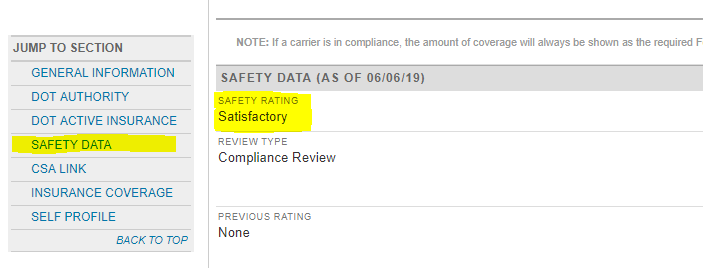 JUMP TO SECTION
GENERAL INFORMATION
DOT AUTHORITY
DOT ACTIVE INSURANCE
SAFETY DATA
CSA LINK
INSURANCE COVERAGE
SELF PROFILE
BACK TO TOP
NOTE: If a carrier is in compliance, the amount of coverage will always be shown as the required F
SAFETY DATA (AS OF 06/06/19)
SAFETY RATING
Satisfactory
REVIEW TYPE
Compliance Review
PREVIOUS RATING
None